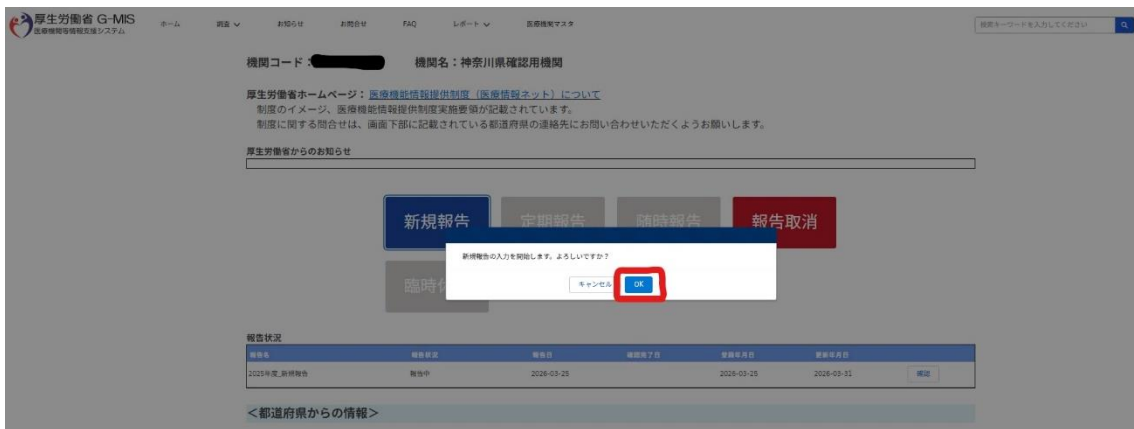 厚生労働省 G-MIS
医療機関等情報支援システム
ホーム 調査 お知らせ お問合せ FAQ レポート 医療機関マスタ
検索キーワードを入力してください
機関コード： 機関名：神奈川県確認用機関
厚生労働省ホームページ：医療機能情報提供制度（医療情報ネット）について
制度のイメージ、医療機能情報提供制度実施要領が記載されています。
制度に関する問合せは、画面下部に記載されている都道府県の連絡先にお問い合わせいただくようお願いします。
厚生労働省からのお知らせ
新規報告 定期報告 随時報告 報告取消
新規報告の入力を開始します。よろしいですか？
キャンセル OK
臨時休
報告状況
報告名 報告状況 報告日 確認完了日 登録年月日 更新年月日
2025年度_新規報告 報告中 2026-03-25 2026-03-25 2026-03-31 確認
＜都道府県からの情報＞